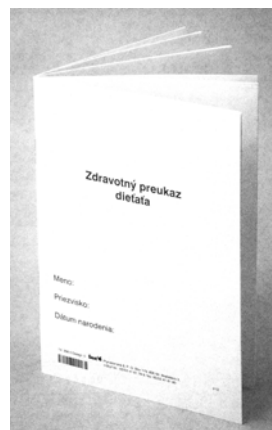 Zdravotný preukaz
dieťaťa
Meno:
Priezvisko:
Dátum narodenia: